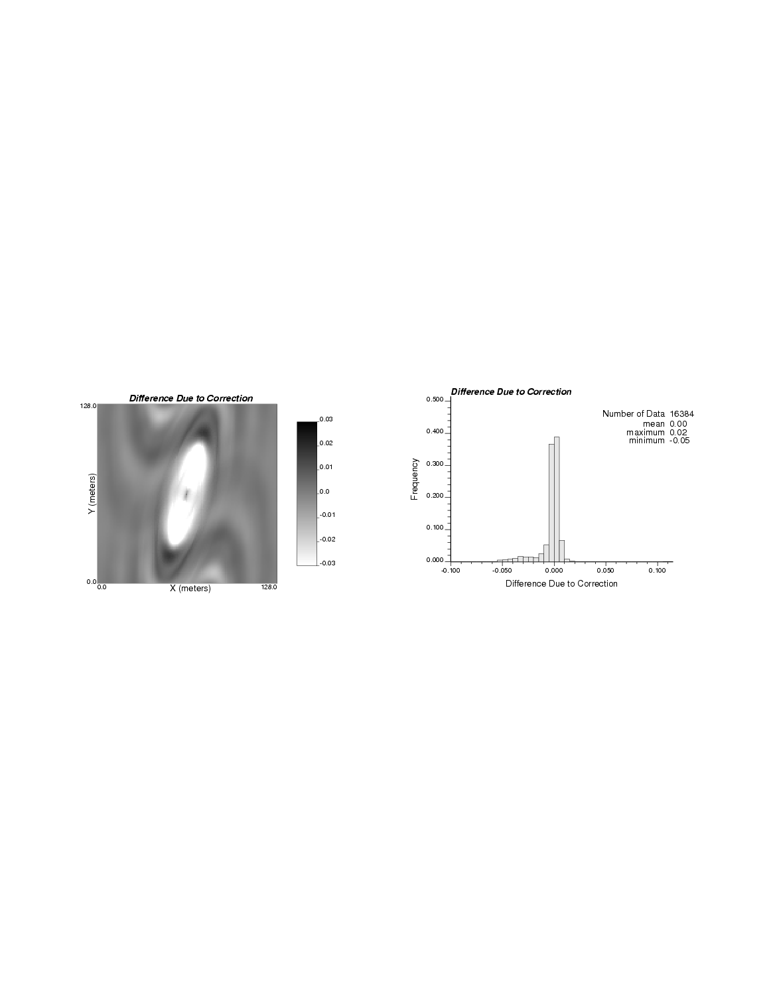 Difference Due to Correction
128.0
Y (meters)
0.0
0.0
X (meters)
128.0
0.03
0.02
0.01
0.0
-0.01
-0.02
-0.03
Difference Due to Correction
0.500
0.400
0.300
0.200
0.100
0.000
Frequency
Number of Data 16384
mean 0.00
maximum 0.02
minimum -0.05
-0.100 -0.050 0.000 0.050 0.100
Difference Due to Correction